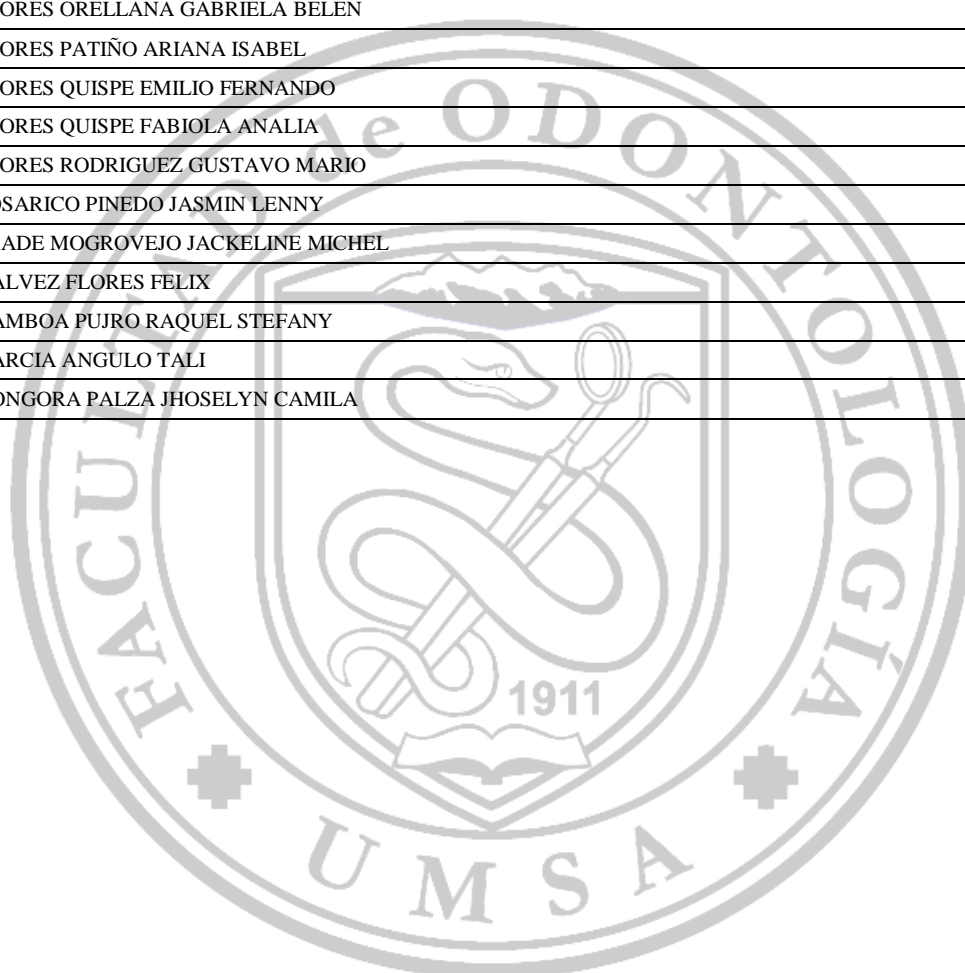 ORES ORELLANA GABRIELA BELEN
ORES PATIÑO ARIANA ISABEL
ORES QUISPE EMILIO FERNANDO
ORES QUISPE FABIOLA ANALIA
ORES RODRIGUEZ GUSTAVO MARIO
OSARICO PINEDO JASMIN LENNY
ADE MOGROVEJO JACKELINE MICHEL
ALVEZ FLORES FELIX
AMBOA PUJRO RAQUEL STEFANY
ARCIA ANGULO TALI
ONGORA PALZA JHOSELYN CAMILA
FACULTAD de ODONTOLOGÍA
1911
UMSA